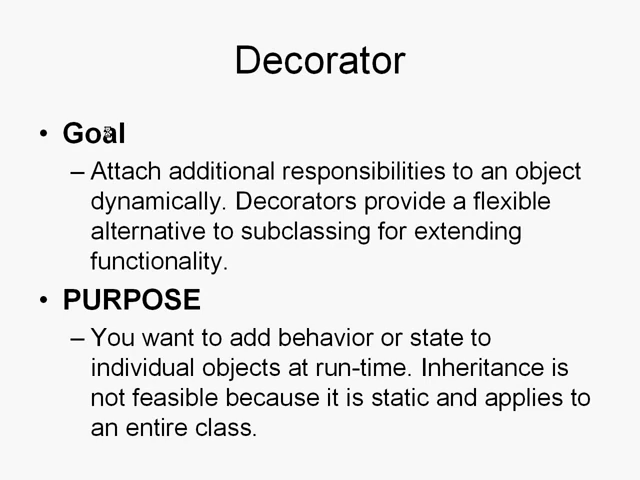 Decorator
• Goal
– Attach additional responsibilities to an object
dynamically. Decorators provide a flexible
alternative to subclassing for extending
functionality.
• PURPOSE
– You want to add behavior or state to
individual objects at run-time. Inheritance is
not feasible because it is static and applies to
an entire class.